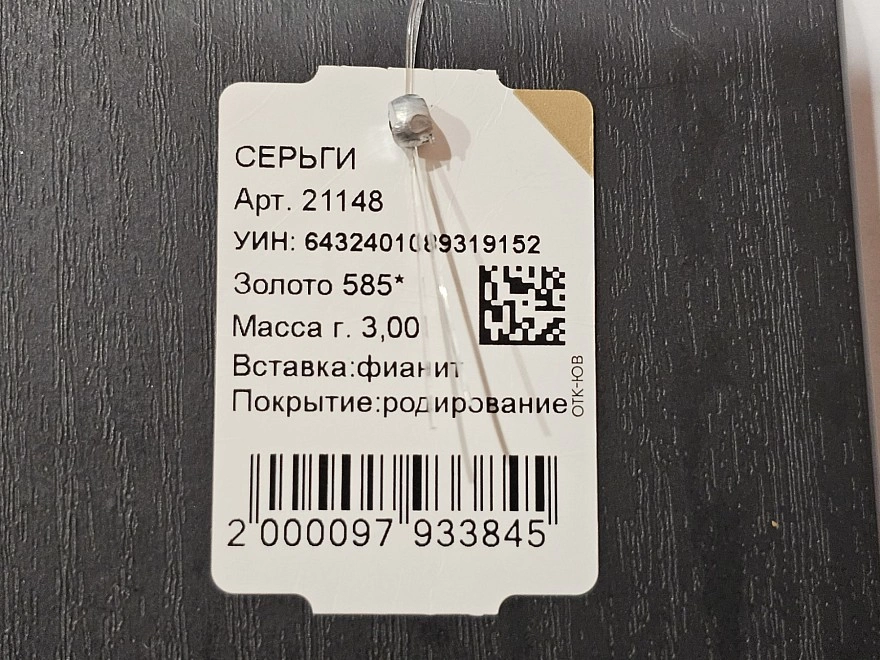 СЕРЬГИ
Арт. 21148
УИН: 6432401089319152
Золото 585*
Масса г. 3,00
Вставка:фианит
Покрытие:родирование
ОТК-ЮВ
2 000097 933845